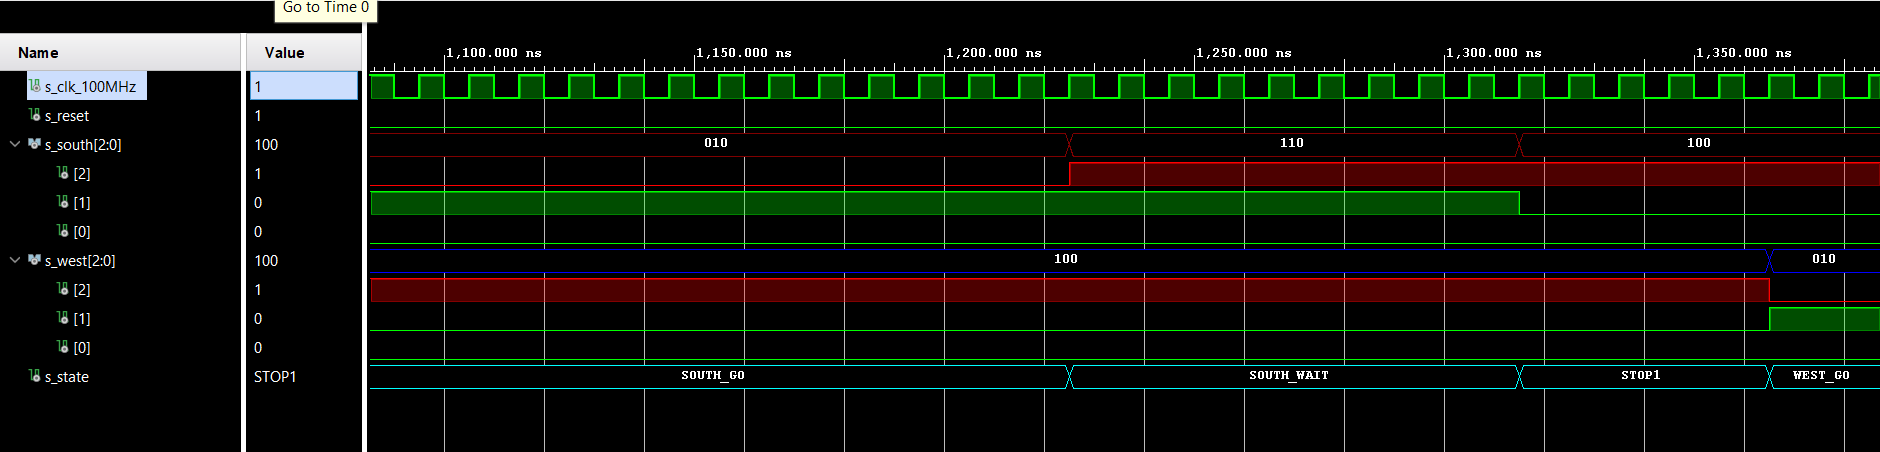 Go to Time 0
Name Value
1,100.000 ns 1,150.000 ns 1,200.000 ns 1,250.000 ns 1,300.000 ns 1,350.000 ns
s_clk_100MHz 1
s_reset 1
s_south[2:0] 100 010 110 100
[2] 1
[1] 0
[0] 0
s_west[2:0] 100 100 010
[2] 1
[1] 0
[0] 0
s_state STOP1 SOUTH_GO SOUTH_WAIT STOP1 WEST_GO